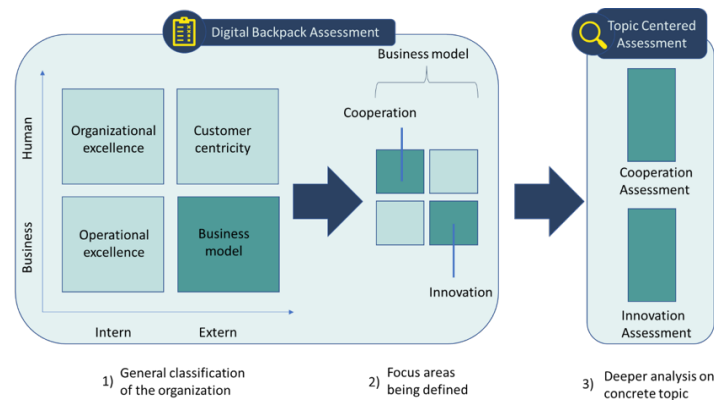 Digital Backpack Assessment
Topic Centered
Assessment
Business model
Cooperation
Human
Organizational
excellence
Customer
centricity
Business
Operational
excellence
Business
model
Innovation
Intern
Extern
Cooperation
Assessment
Innovation
Assessment
1) General classification
of the organization
2) Focus areas
being defined
3) Deeper analysis on
concrete topic